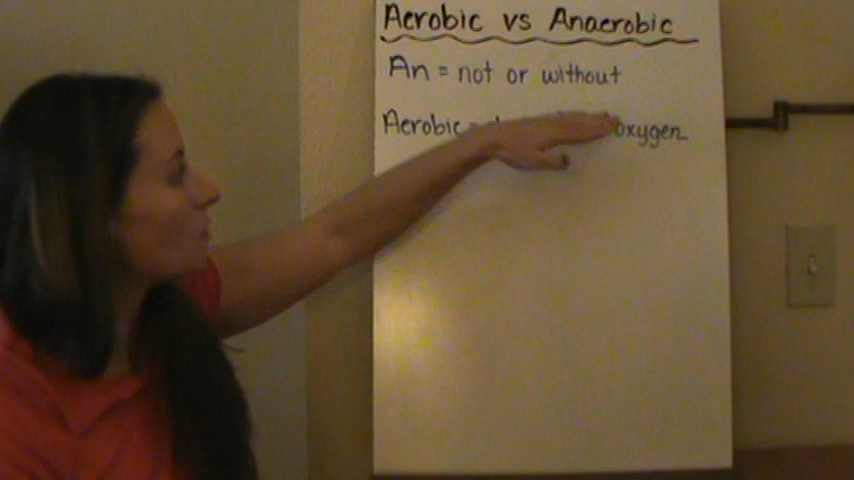 Aerobic vs Anaerobic
An = not or without
Aerobic = oxygen